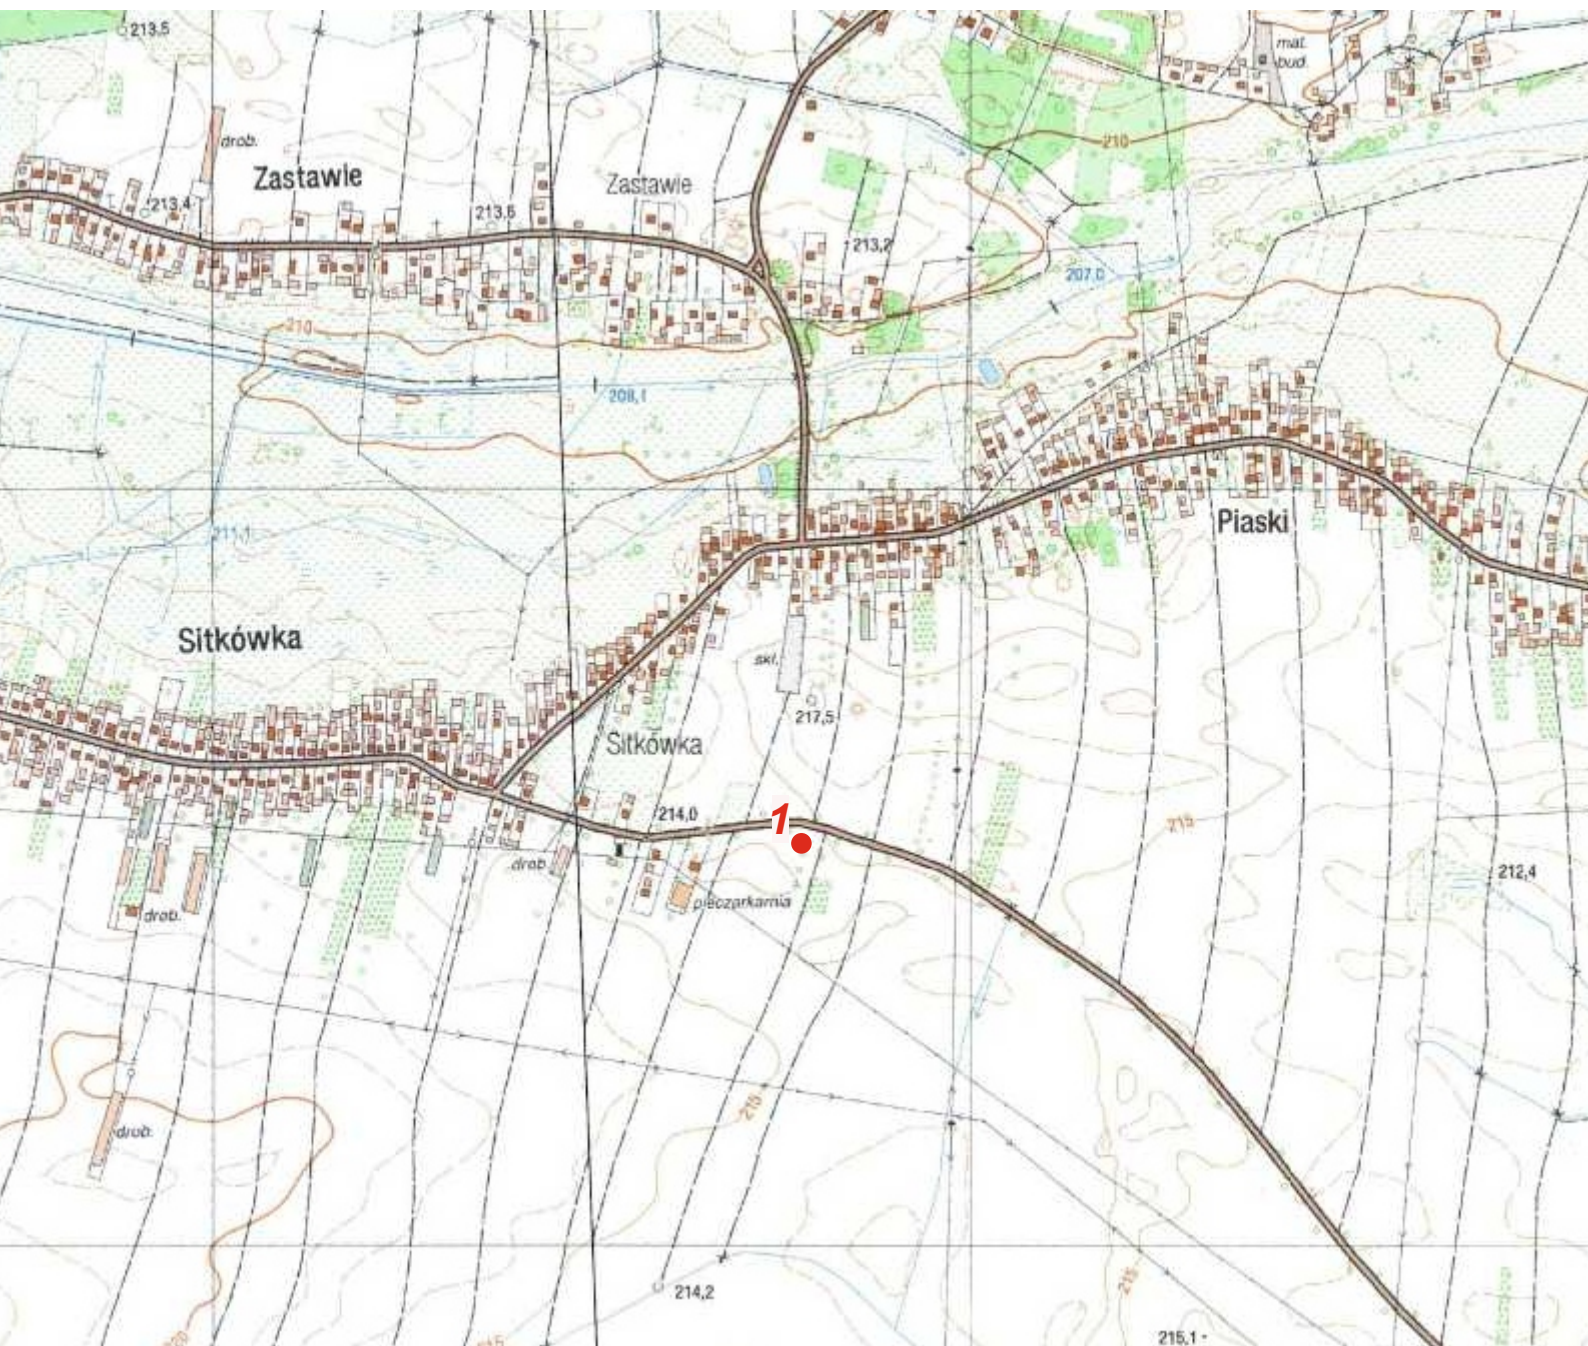 213,5
mat.
bud.
drob.
210
Zastawie
Zastawie
213,4
213,6
213,2
207,0
210
208,1
Piaski
211,1
Sitkówka
skł.
217,5
Sitkówka
214,0
1
215
drob.
212,4
drob.
pieczarkarnia
215
drob.
215
214,2
215,1
215